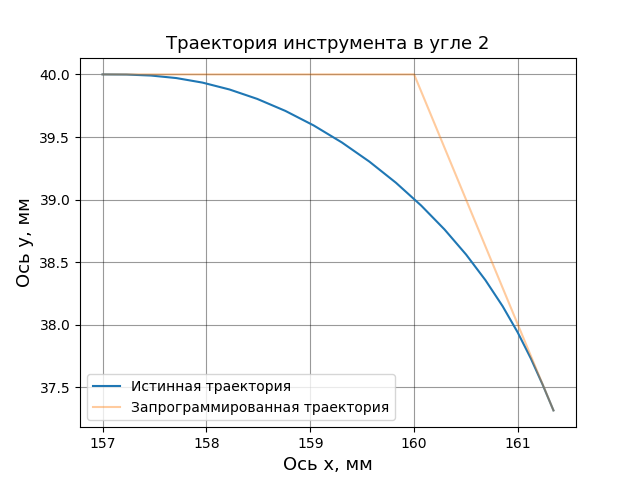 Траектория инструмента в угле 2
Ось y, мм
40.0
39.5
39.0
38.5
38.0
37.5
Истинная траектория
Запрограммированная траектория
157 158 159 160 161
Ось x, мм